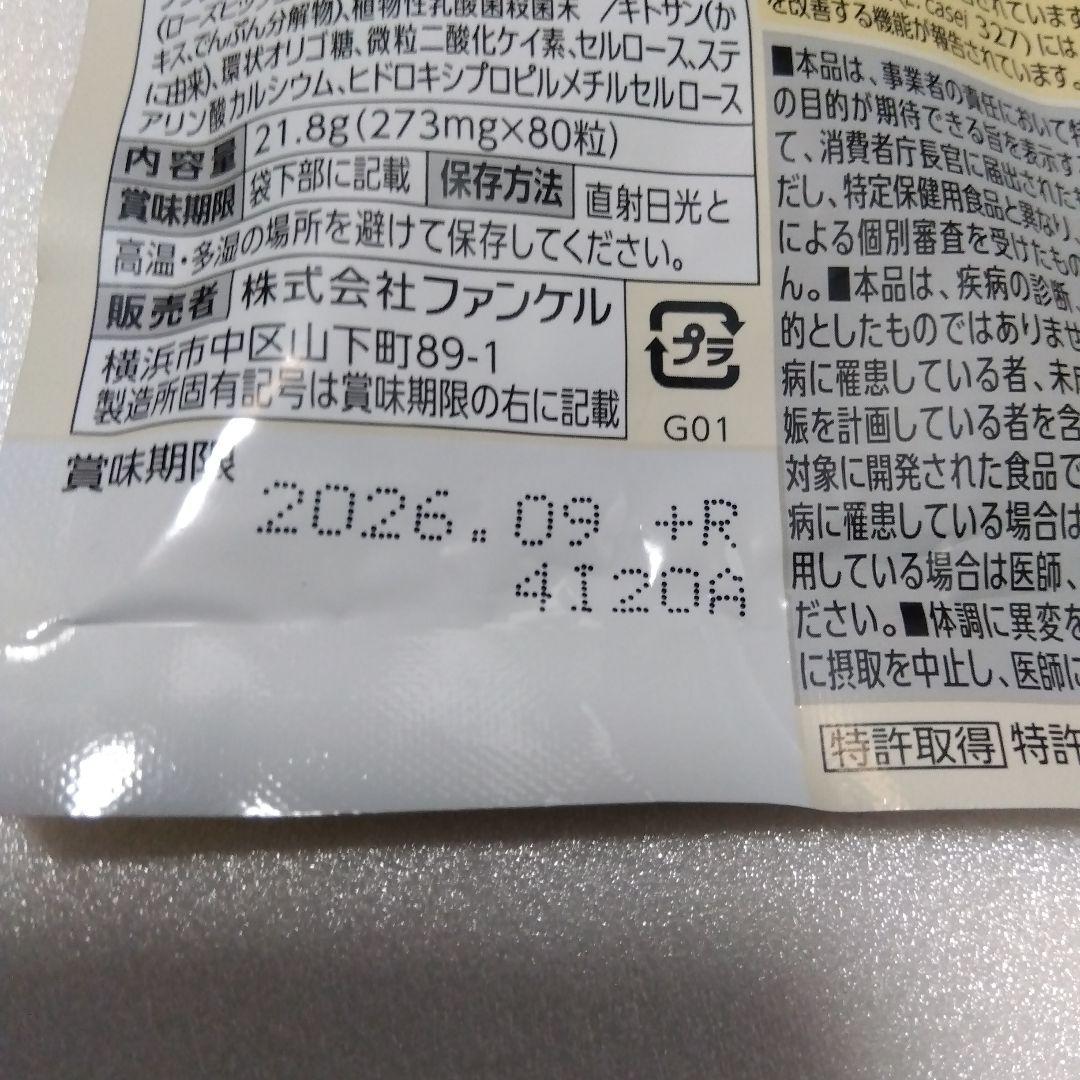 (ローズヒップ
でんぷん分解物)、植物性乳酸菌殺菌末 /キトサン(か
に由来)、環状オリゴ糖、微粒二酸化ケイ素、セルロース、ステ
アリン酸カルシウム、ヒドロキシプロピルメチルセルロース
内容量 21.8g(273mg×80粒)
賞味期限 袋下部に記載 保存方法 直射日光と
高温・多湿の場所を避けて保存してください。
販売者 株式会社ファンケル
横浜市中区山下町89-1
製造所固有記号は賞味期限の右に記載
プラ
G01
賞味期限
2026.09 +R
4I20A
されています
casei 327)には
を改善する機能が報告されています。
■本品は、事業者の責任において特
の目的が期待できる旨を表示す
て、消費者庁長官に届出された
だし、特定保健用食品と異なり、
による個別審査を受けたもの
ん。■本品は、疾病の診断、
的としたものではありませ
病に罹患している者、未成
娠を計画している者を含
対象に開発された食品で
病に罹患している場合は
用している場合は医師、
ださい。■体調に異変を
に摂取を中止し、医師に
特許取得 特許